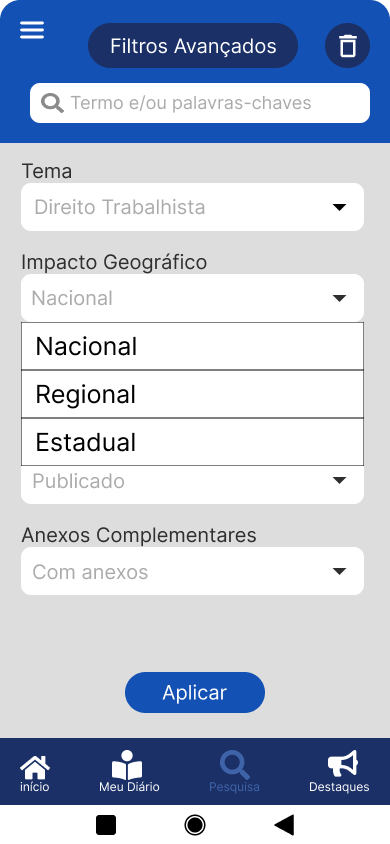 Filtros Avançados
Termo e/ou palavras-chaves
Tema
Direito Trabalhista
Impacto Geográfico
Nacional
Nacional
Regional
Estadual
Publicado
Anexos Complementares
Com anexos
Aplicar
início
Meu Diário
Pesquisa
Destaques